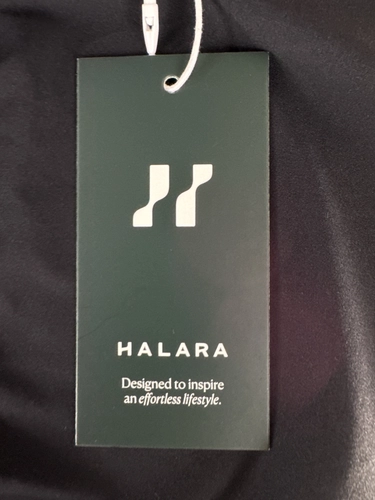 HALARA
Designed to inspire
an effortless lifestyle.